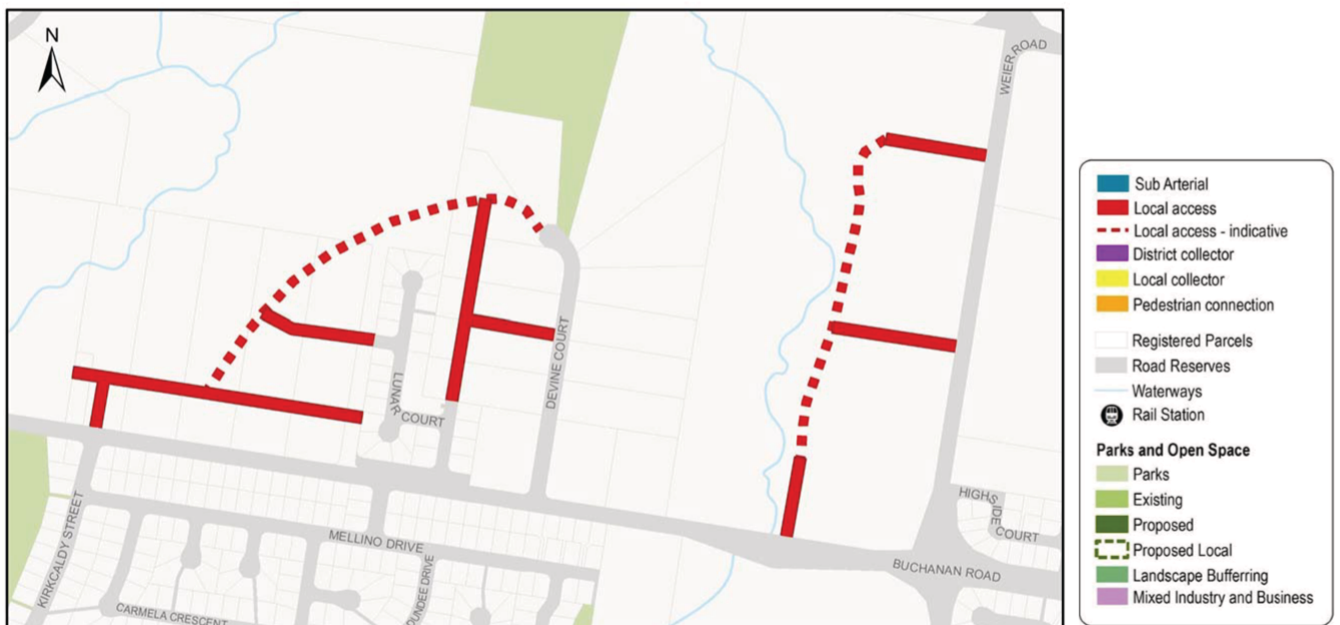 N
WEIER ROAD
DEVINE COURT
LUNAR COURT
HIGHSIDE COURT
BUCHANAN ROAD
MELLINO DRIVE
KIRKCALDY STREET
DUNDEE DRIVE
CARMELA CRESCENT
Sub Arterial
Local access
Local access - indicative
District collector
Local collector
Pedestrian connection
Registered Parcels
Road Reserves
Waterways
Rail Station
Parks and Open Space
Parks
Existing
Proposed
Proposed Local
Landscape Bufferring
Mixed Industry and Business